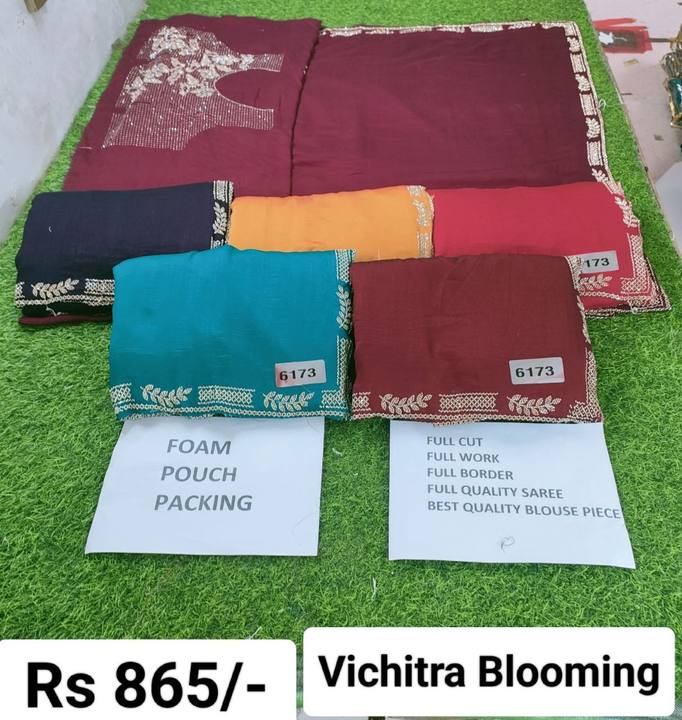 173
6173
6173
FOAM
POUCH
PACKING
FULL CUT
FULL WORK
FULL BORDER
FULL QUALITY SAREE
BEST QUALITY BLOUSE PIECE
Rs 865/-
Vichitra Blooming